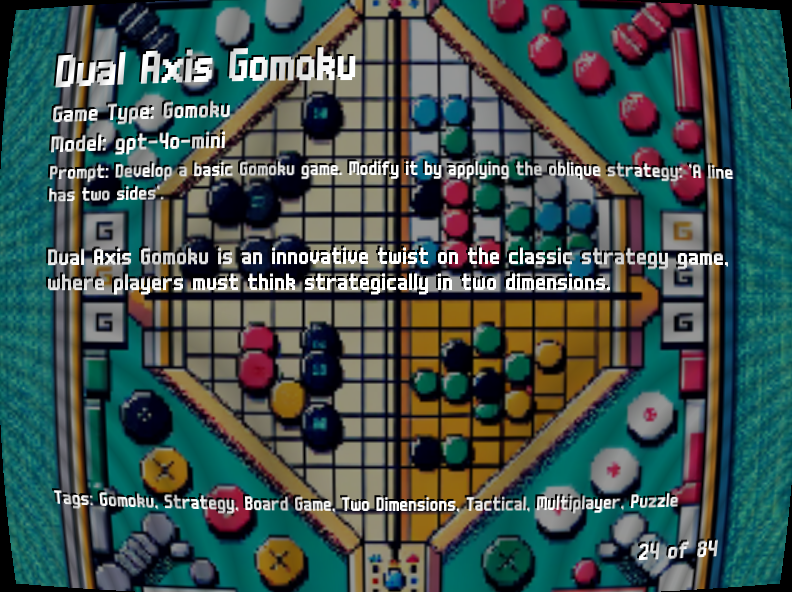 Dual Axis Gomoku
Game Type: Gomoku
Model: gpt-4o-mini
Prompt: Develop a basic Gomoku game. Modify it by applying the oblique strategy: 'A line
has two sides'.
Dual Axis Gomoku is an innovative twist on the classic strategy game,
where players must think strategically in two dimensions.
G
G
G
G
G
Tags: Gomoku, Strategy, Board Game, Two Dimensions, Tactical, Multiplayer, Puzzle
24 of 84